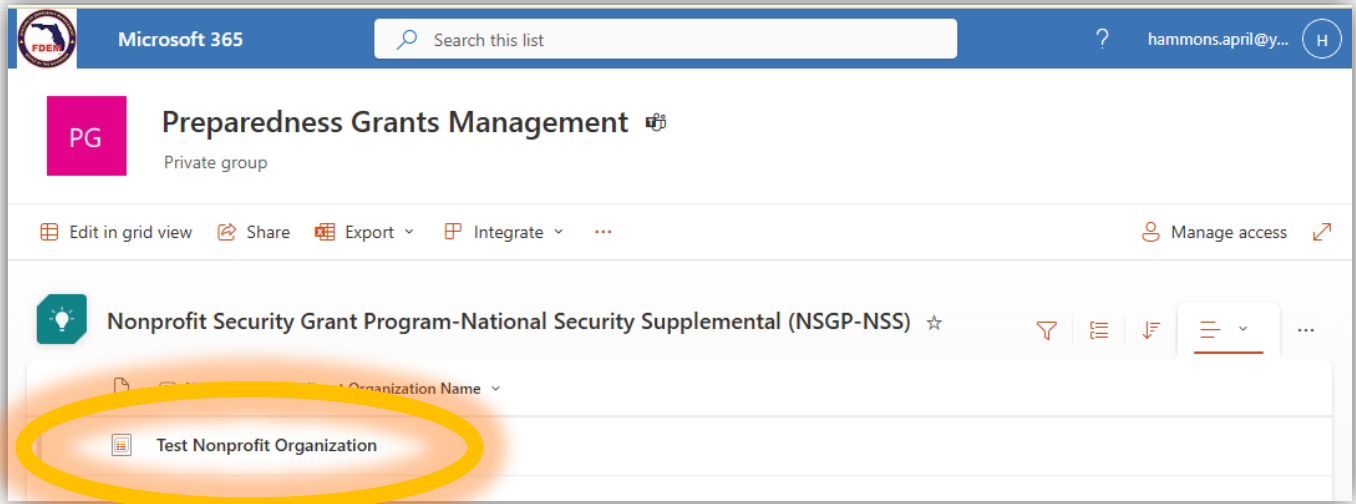 FDEM
Microsoft 365
Search this list
?
hammons.april@y...
H
PG
Preparedness Grants Management
Private group
Edit in grid view
Share
Export
Integrate
...
Manage access
Nonprofit Security Grant Program-National Security Supplemental (NSGP-NSS)
...
Organization Name
Test Nonprofit Organization